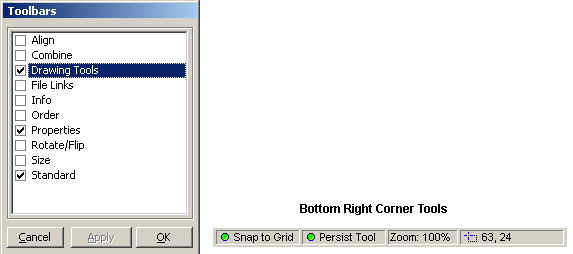 Toolbars
Align
Combine
Drawing Tools
File Links
Info
Order
Properties
Rotate/Flip
Size
Standard
Cancel Apply OK
Bottom Right Corner Tools
Snap to Grid Persist Tool Zoom: 100% 63, 24